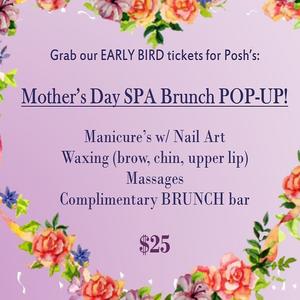 Grab our EARLY BIRD tickets for Posh's:
Mother's Day SPA Brunch POP-UP!
Manicure's w/ Nail Art
Waxing (brow, chin, upper lip)
Massages
Complimentary BRUNCH bar
$25